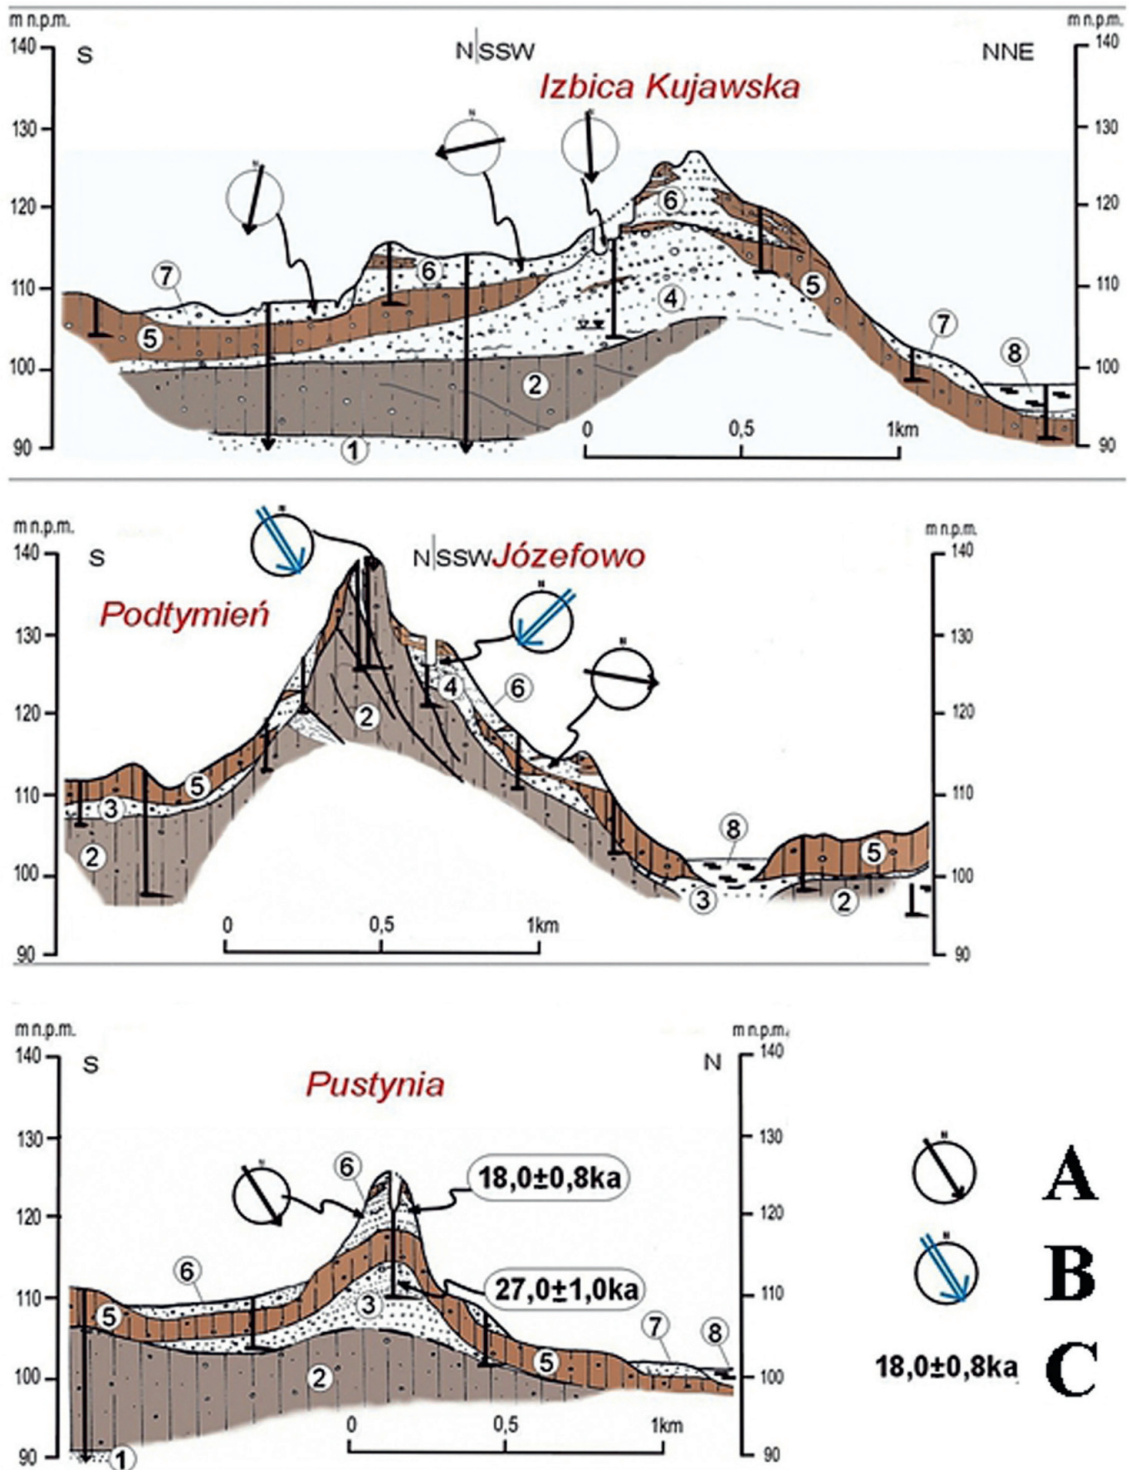 m n.p.m.
m n.p.m.
140
S
N|SSW
NNE
140
Izbica Kujawska
N
N
130
130
N
120
6
120
7
6
110
4
5
110
5
7
8
100
2
100
0
0,5
1km
90
1
90
m n.p.m.
N
m n.p.m.
140
S
N|SSW
Józefowo
140
N
Podtymień
130
N
130
4
6
120
2
120
5
110
3
110
8
2
5
100
100
3
2
0
0,5
1km
90
90
m n.p.m.
m n.p.m.
140
S
N
140
Pustynia
130
130
N
6
18,0±0,8ka
N
A
120
120
6
N
B
27,0±1,0ka
110
3
110
5
7
8
5
100
2
100
18,0±0,8ka
C
0
0,5
1km
90
1
90